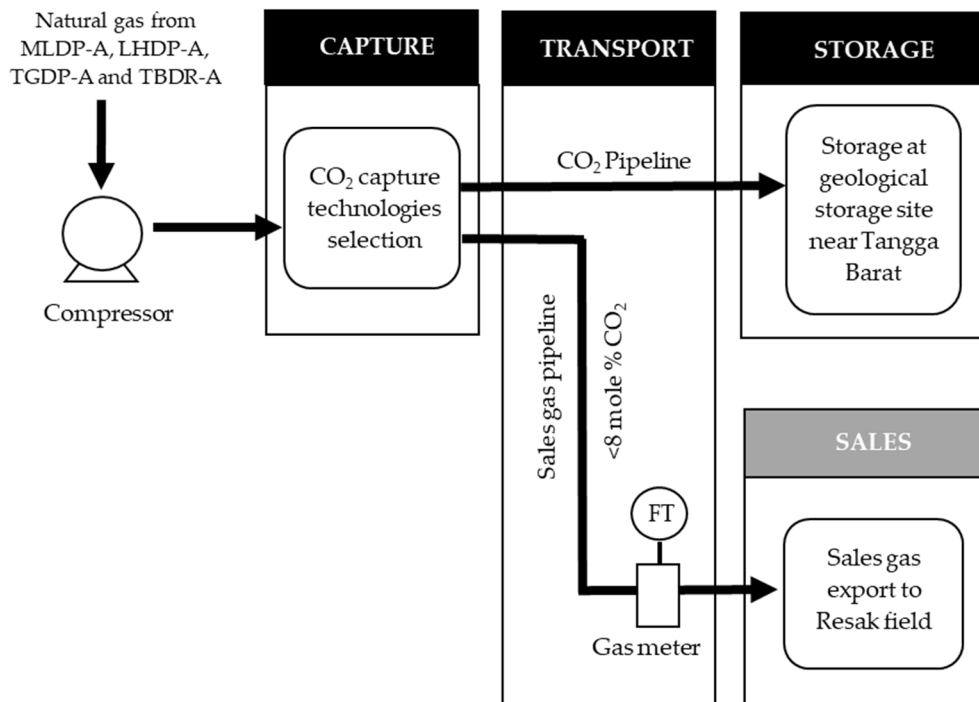 Natural gas from
MLDP-A, LHDP-A,
TGDP-A and TBDR-A
Compressor
CAPTURE
CO₂ capture
technologies
selection
TRANSPORT
CO₂ Pipeline
Sales gas pipeline
<8 mole % CO₂
FT
Gas meter
STORAGE
Storage at
geological
storage site
near Tangga
Barat
SALES
Sales gas
export to
Resak field